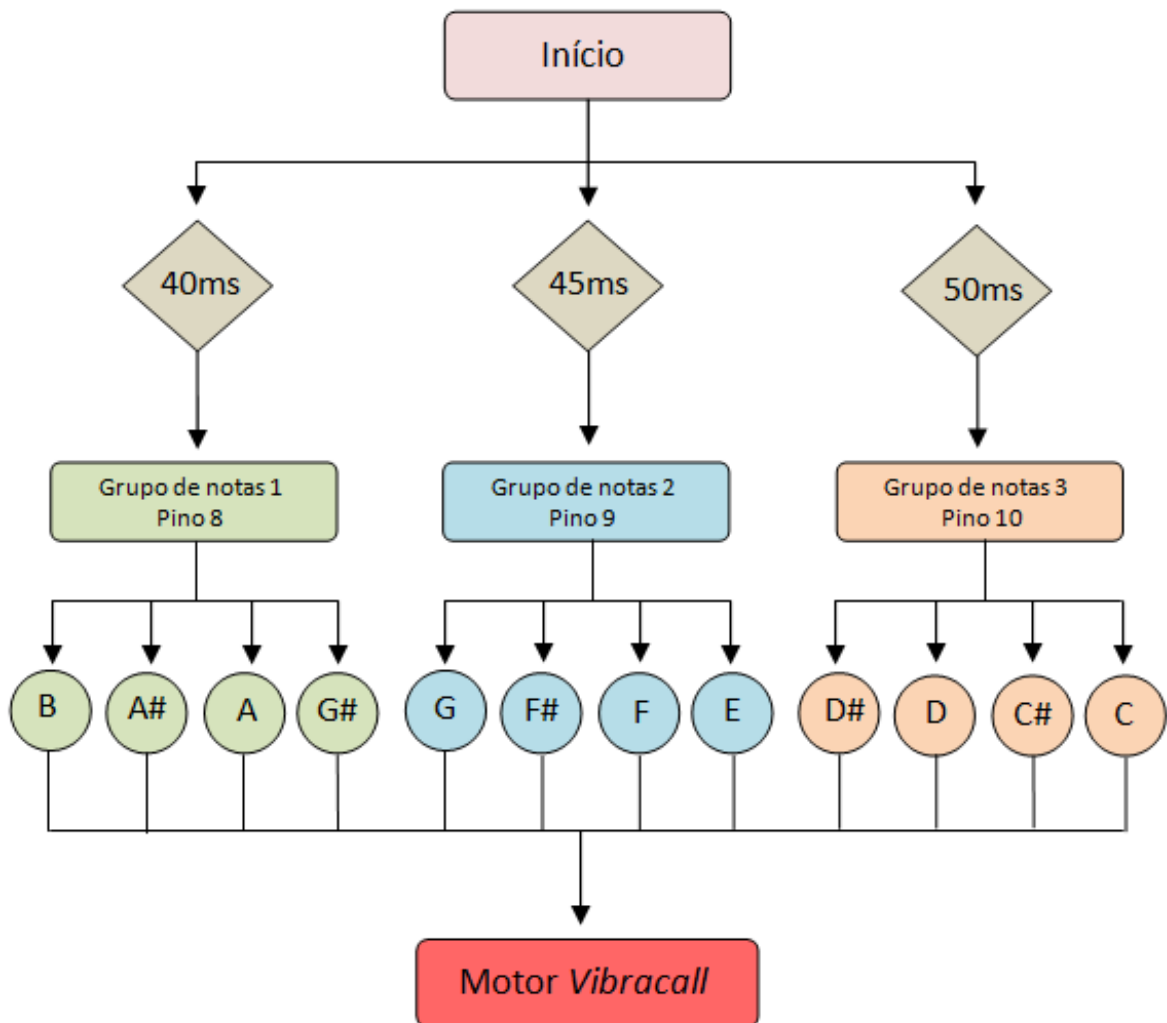 Início
40ms
45ms
50ms
Grupo de notas 1
Pino 8
Grupo de notas 2
Pino 9
Grupo de notas 3
Pino 10
B
A#
A
G#
G
F#
F
E
D#
D
C#
C
Motor Vibracall